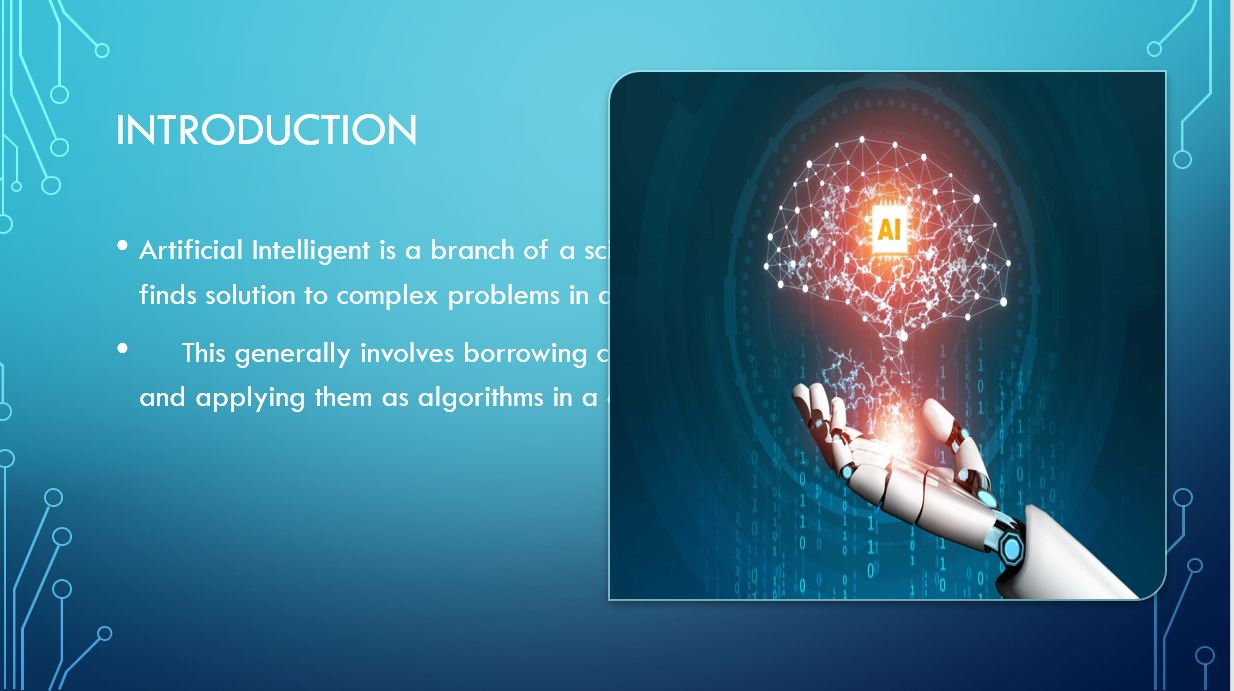 INTRODUCTION
• Artificial Intelligent is a branch of a
finds solution to complex problems in
• This generally involves borrowing
and applying them as algorithms in a
AI